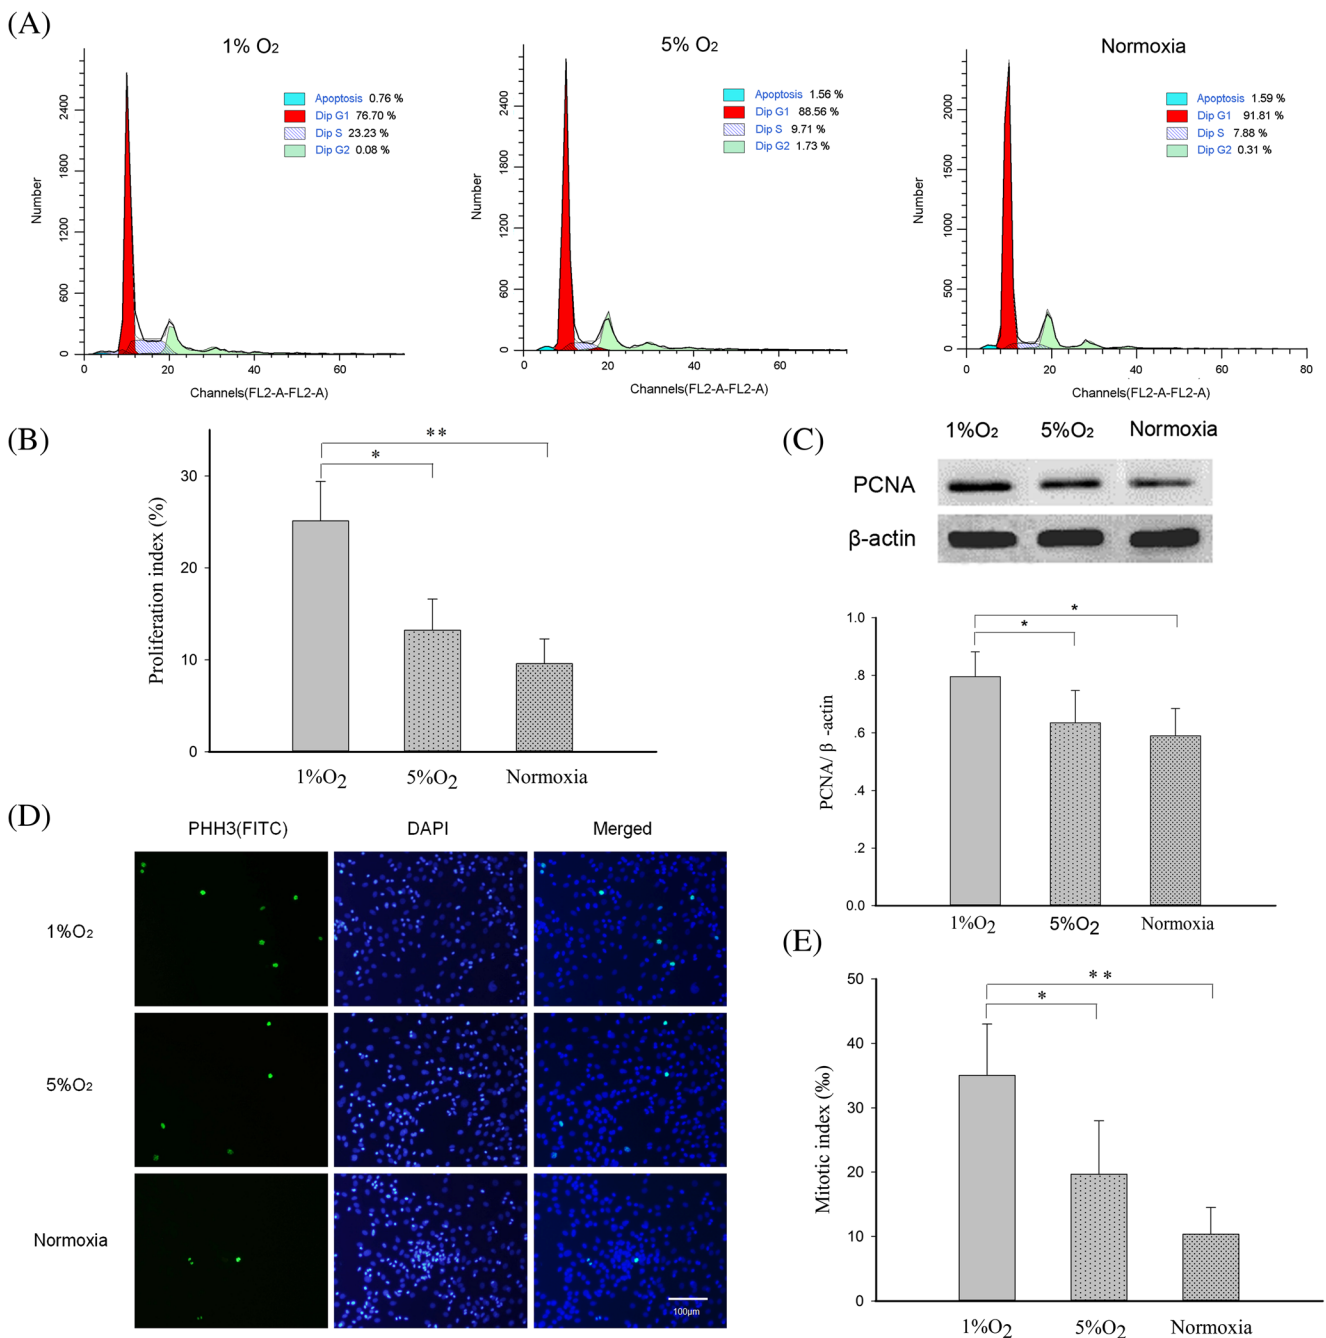 (A)
1% O2
Apoptosis 0.76 %
Dip G1 76.70 %
Dip S 23.23 %
Dip G2 0.08 %
Number
0 600 1200 1800 2400
0 20 40 60
Channels(FL2-A-FL2-A)
5% O2
Apoptosis 1.56 %
Dip G1 88.56 %
Dip S 9.71 %
Dip G2 1.73 %
Number
0 600 1200 1800 2400
0 20 40 60
Channels(FL2-A-FL2-A)
Normoxia
Apoptosis 1.59 %
Dip G1 91.81 %
Dip S 7.88 %
Dip G2 0.31 %
Number
0 500 1000 1500 2000
0 20 40 60 80
Channels(FL2-A-FL2-A)
(B)
**
*
Proliferation index (%)
30
20
10
0
1%O2 5%O2 Normoxia
(C)
1%O2 5%O2 Normoxia
PCNA
β-actin
*
*
PCNA/ β -actin
1.0
.8
.6
.4
.2
0.0
1%O2 5%O2 Normoxia
(D)
PHH3(FITC) DAPI Merged
1%O2
5%O2
Normoxia
100μm
(E)
**
*
Mitotic index (‰)
50
40
30
20
10
0
1%O2 5%O2 Normoxia